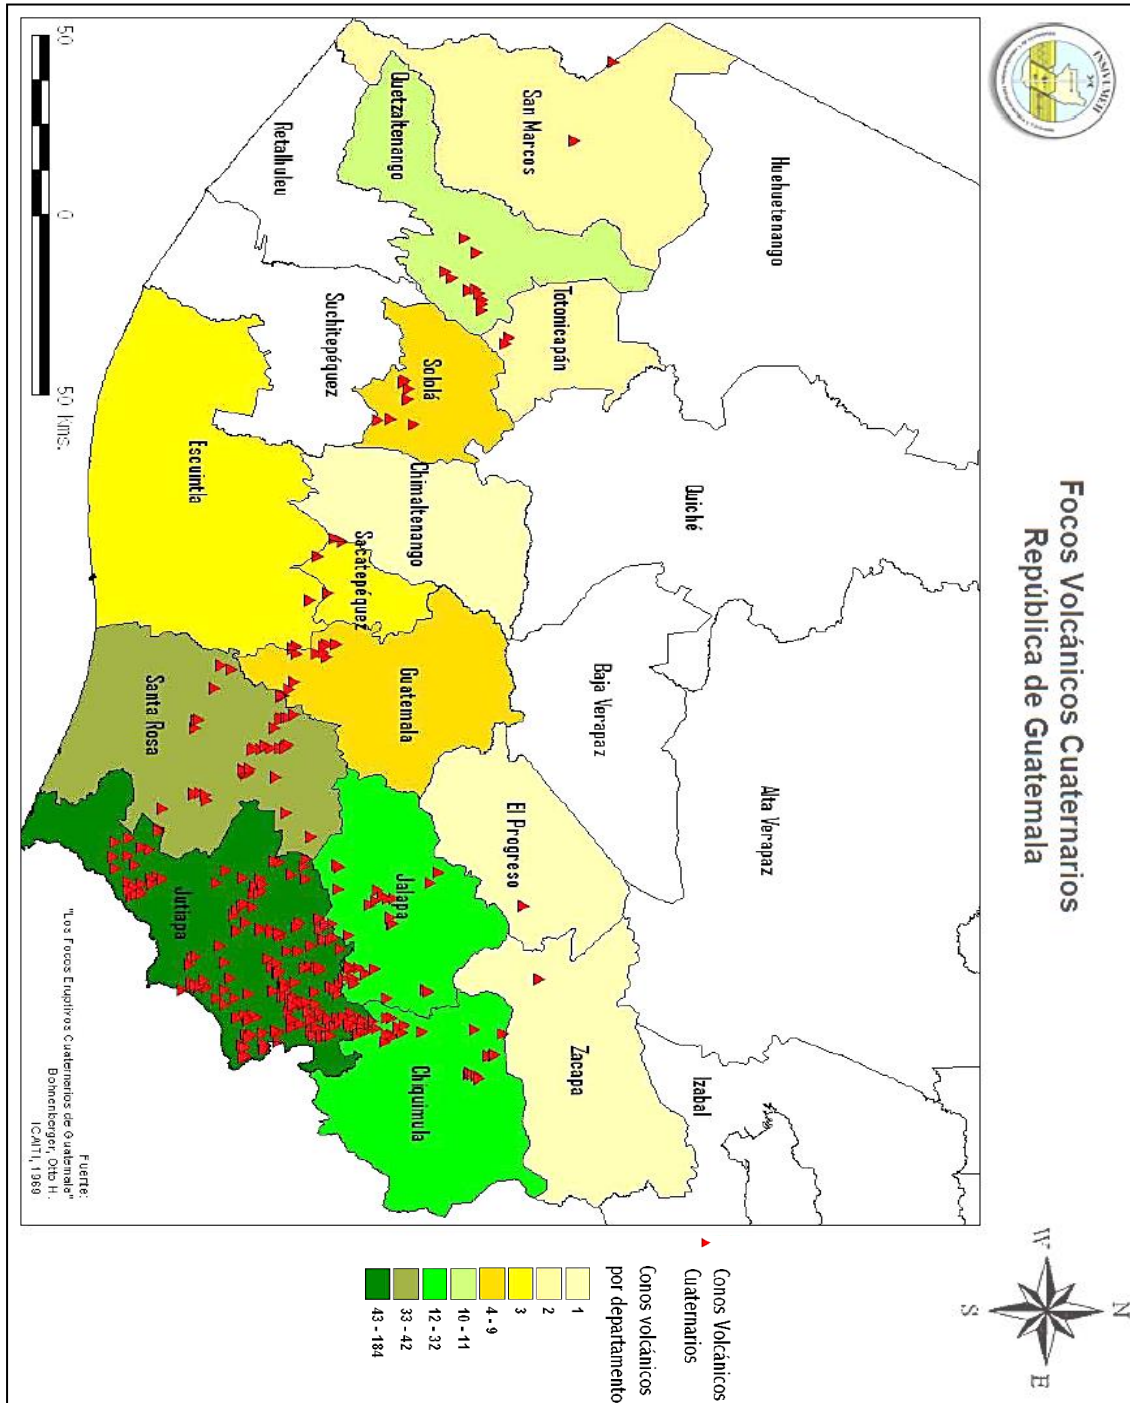 Focos Volcánicos Cuaternarios
República de Guatemala
INSIVUMEH
N
W
E
S
Huehuetenango
Quiché
Alta Verapaz
Izabal
San Marcos
Totonicapán
Baja Verapaz
Zacapa
Quetzaltenango
Sololá
Chimaltenango
El Progreso
Guatemala
Jalapa
Chiquimula
Retalhuleu
Suchitepéquez
Sacatepéquez
Escuintla
Santa Rosa
Jutiapa
50
0
50 kms.
Conos Volcánicos
Cuaternarios
Conos volcánicos
por departamento
1
2
3
4 - 9
10 - 11
12 - 32
33 - 42
43 - 184
Fuente:
"Los Focos Eruptivos Cuaternarios de Guatemala"
Bohnenberger, Otto H.
ICAITI, 1969